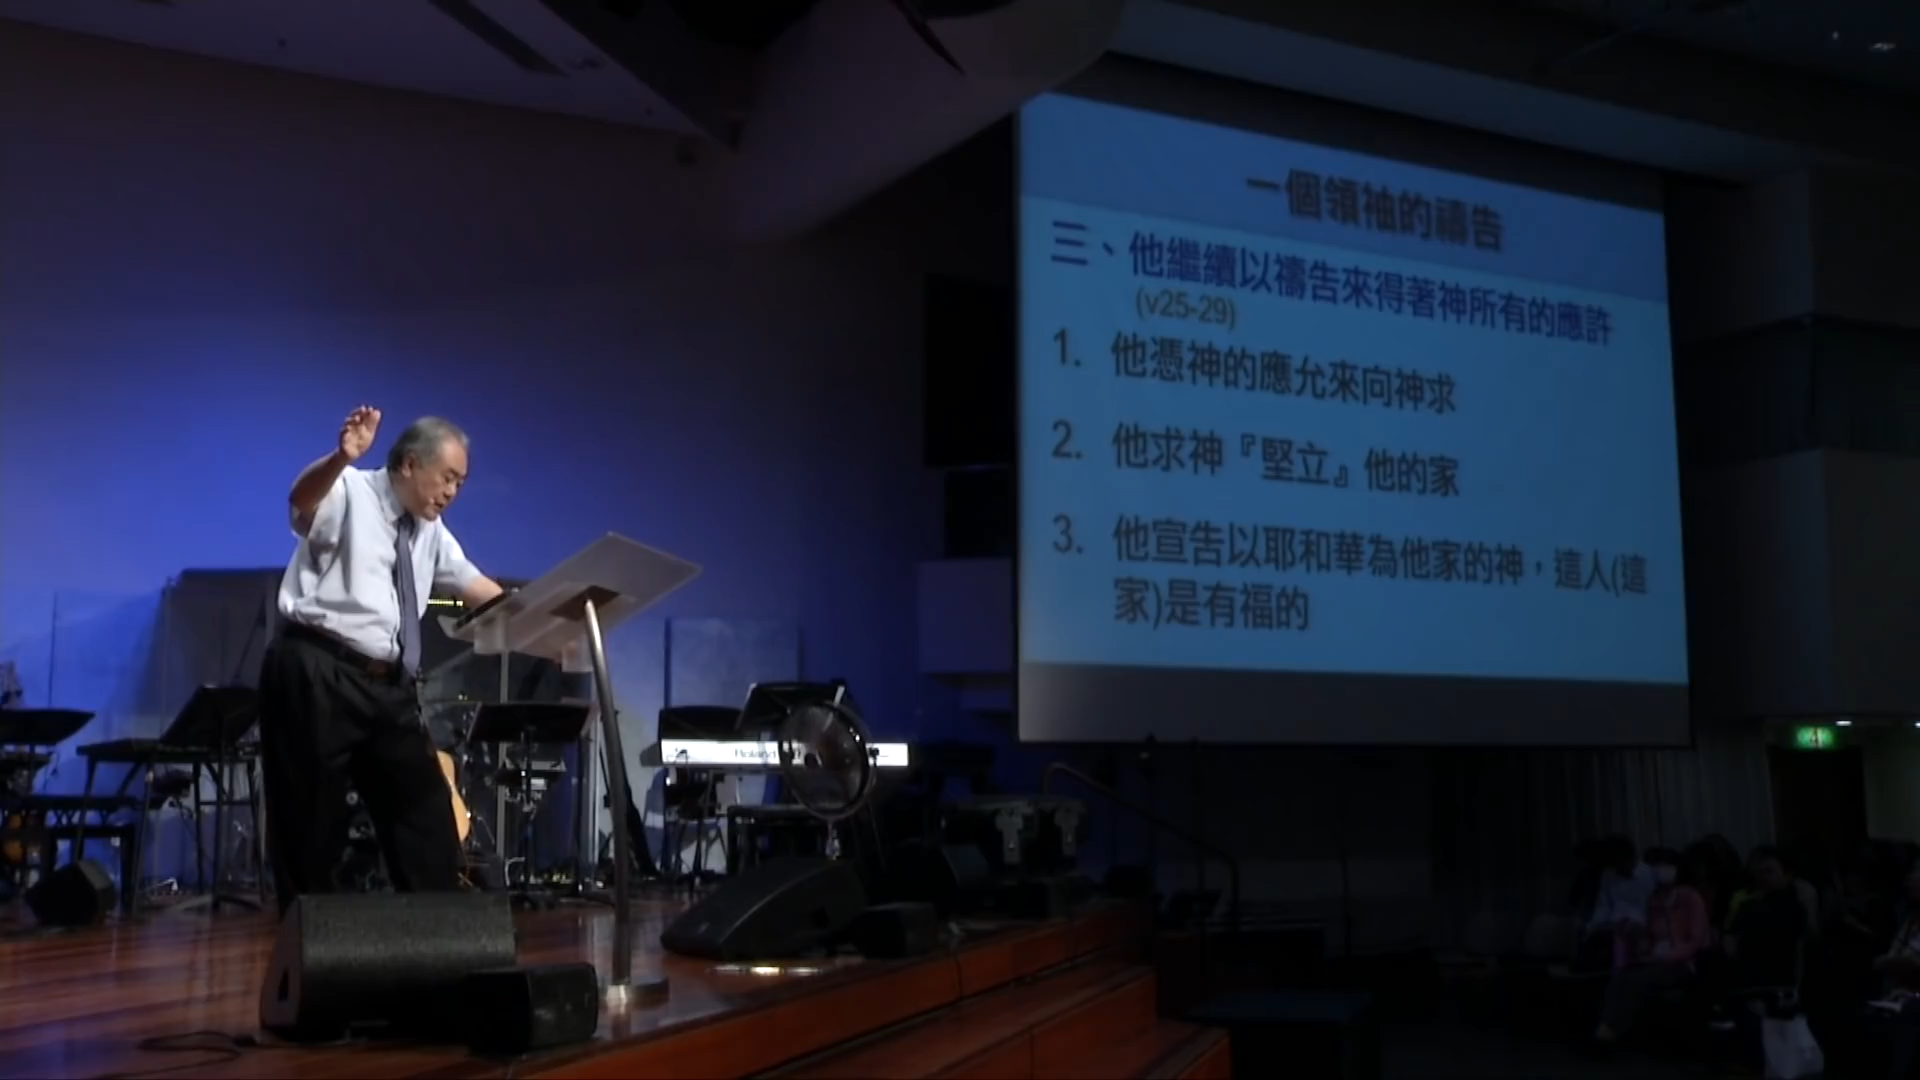 一個領袖的禱告
三、他繼續以禱告來得著神所有的應許
(v25-29)
1. 他憑神的應允來向神求
2. 他求神『堅立』他的家
3. 他宣告以耶和華為他家的神，這人(這
家)是有福的
Roland
4